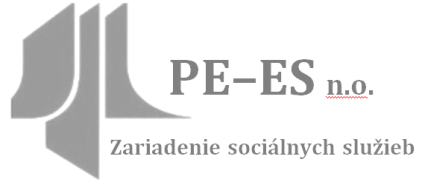 PE–ES n.o.
Zariadenie sociálnych služieb